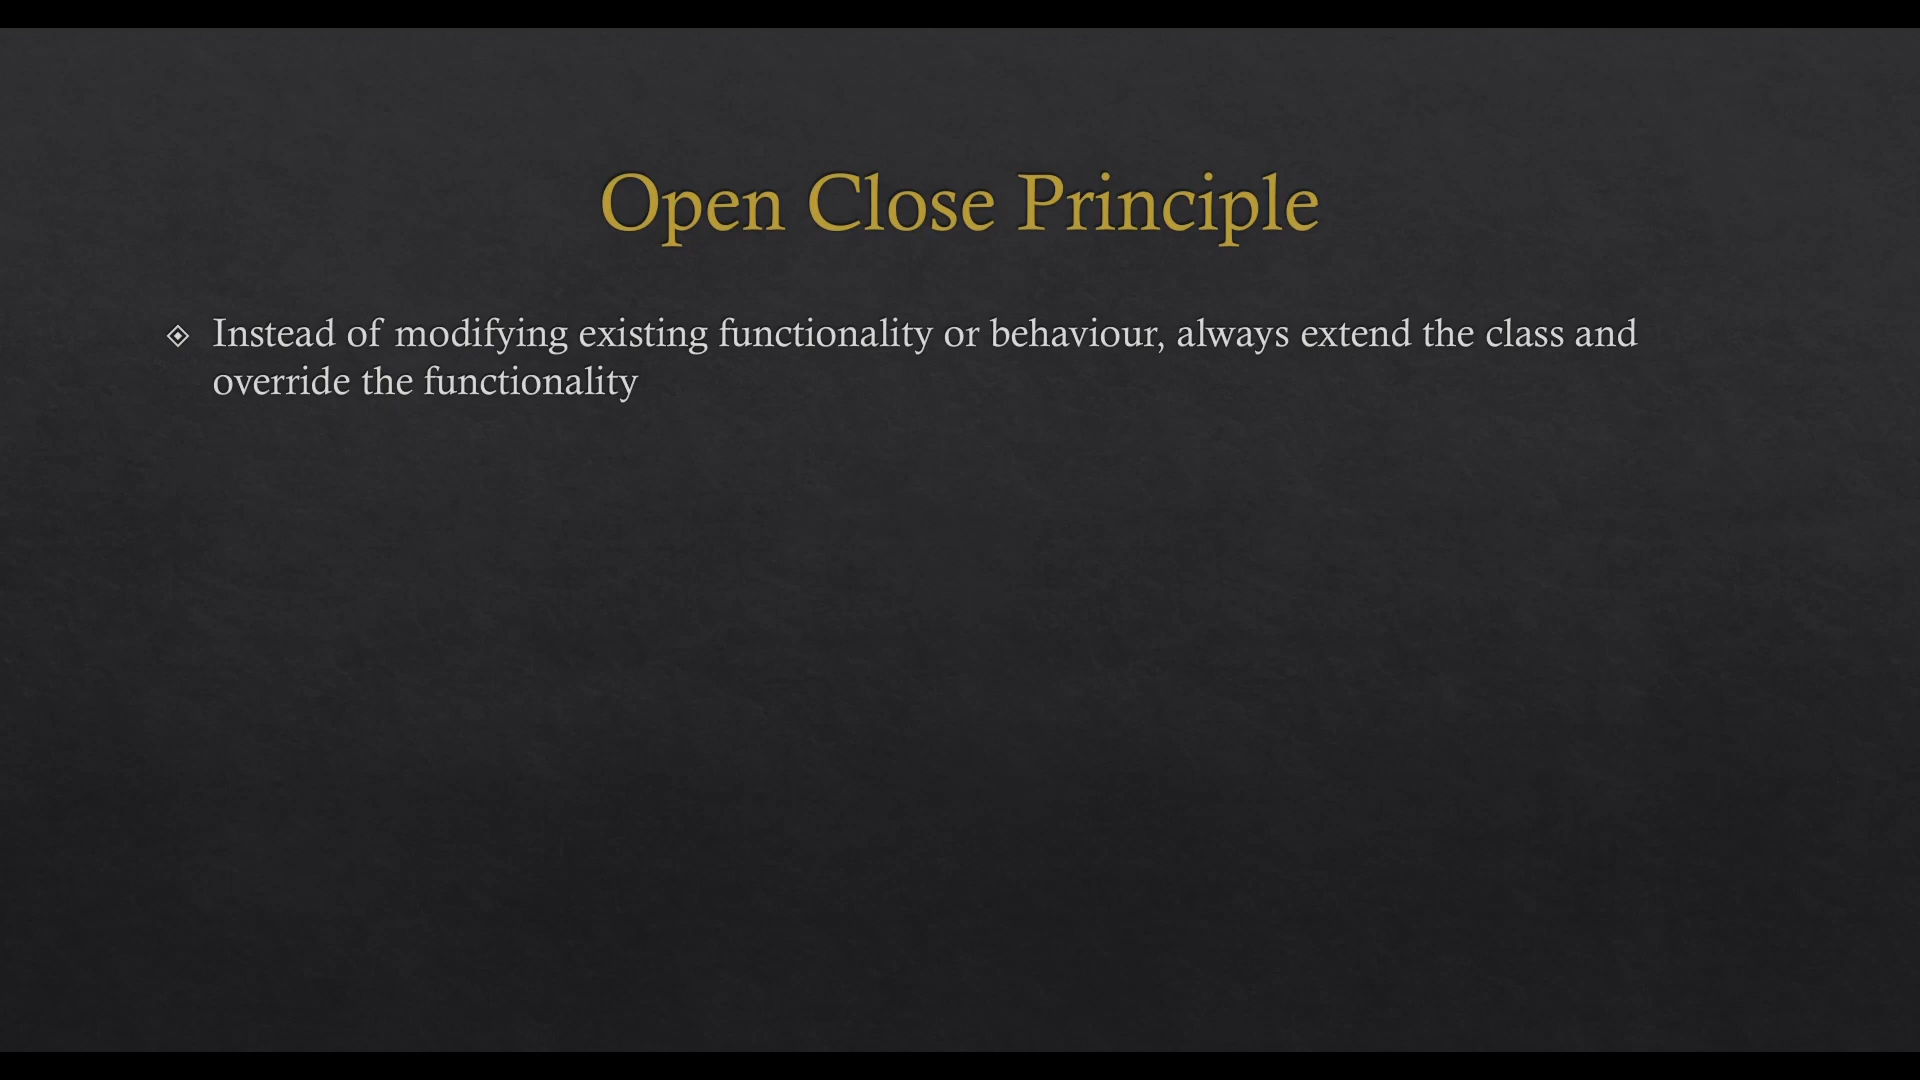 Open Close Principle
Instead of modifying existing functionality or behaviour, always extend the class and
override the functionality